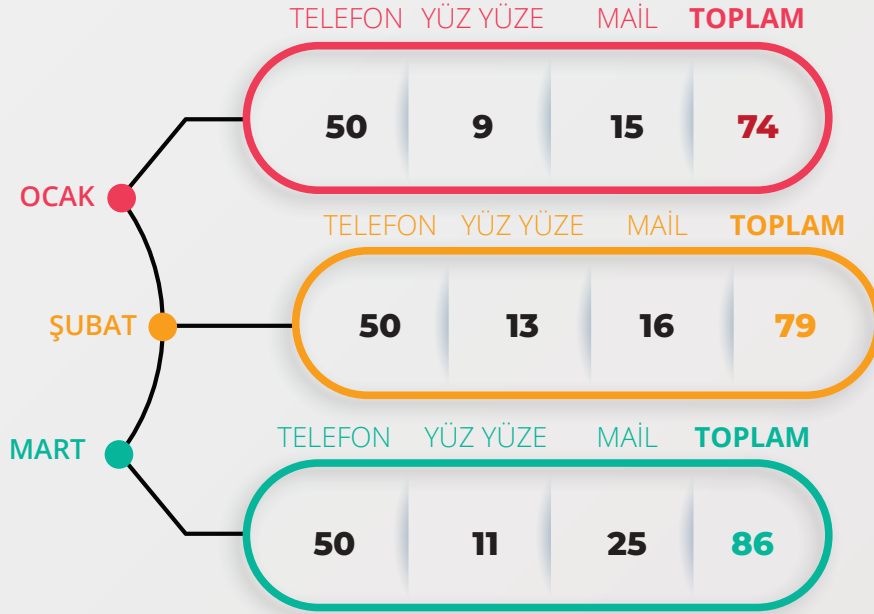 TELEFON YÜZ YÜZE MAİL TOPLAM
50 9 15 74
OCAK
TELEFON YÜZ YÜZE MAİL TOPLAM
ŞUBAT
50 13 16 79
TELEFON YÜZ YÜZE MAİL TOPLAM
MART
50 11 25 86